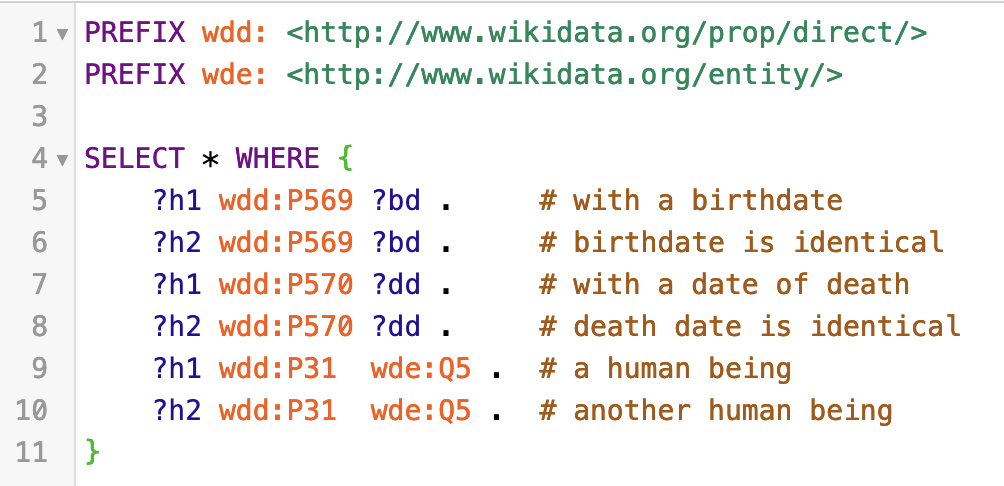 1 PREFIX wdd: <http://www.wikidata.org/prop/direct/>
2 PREFIX wde: <http://www.wikidata.org/entity/>
3
4 SELECT * WHERE {
5     ?h1 wdd:P569 ?bd .     # with a birthdate
6     ?h2 wdd:P569 ?bd .     # birthdate is identical
7     ?h1 wdd:P570 ?dd .     # with a date of death
8     ?h2 wdd:P570 ?dd .     # death date is identical
9     ?h1 wdd:P31  wde:Q5 .  # a human being
10     ?h2 wdd:P31  wde:Q5 .  # another human being
11 }